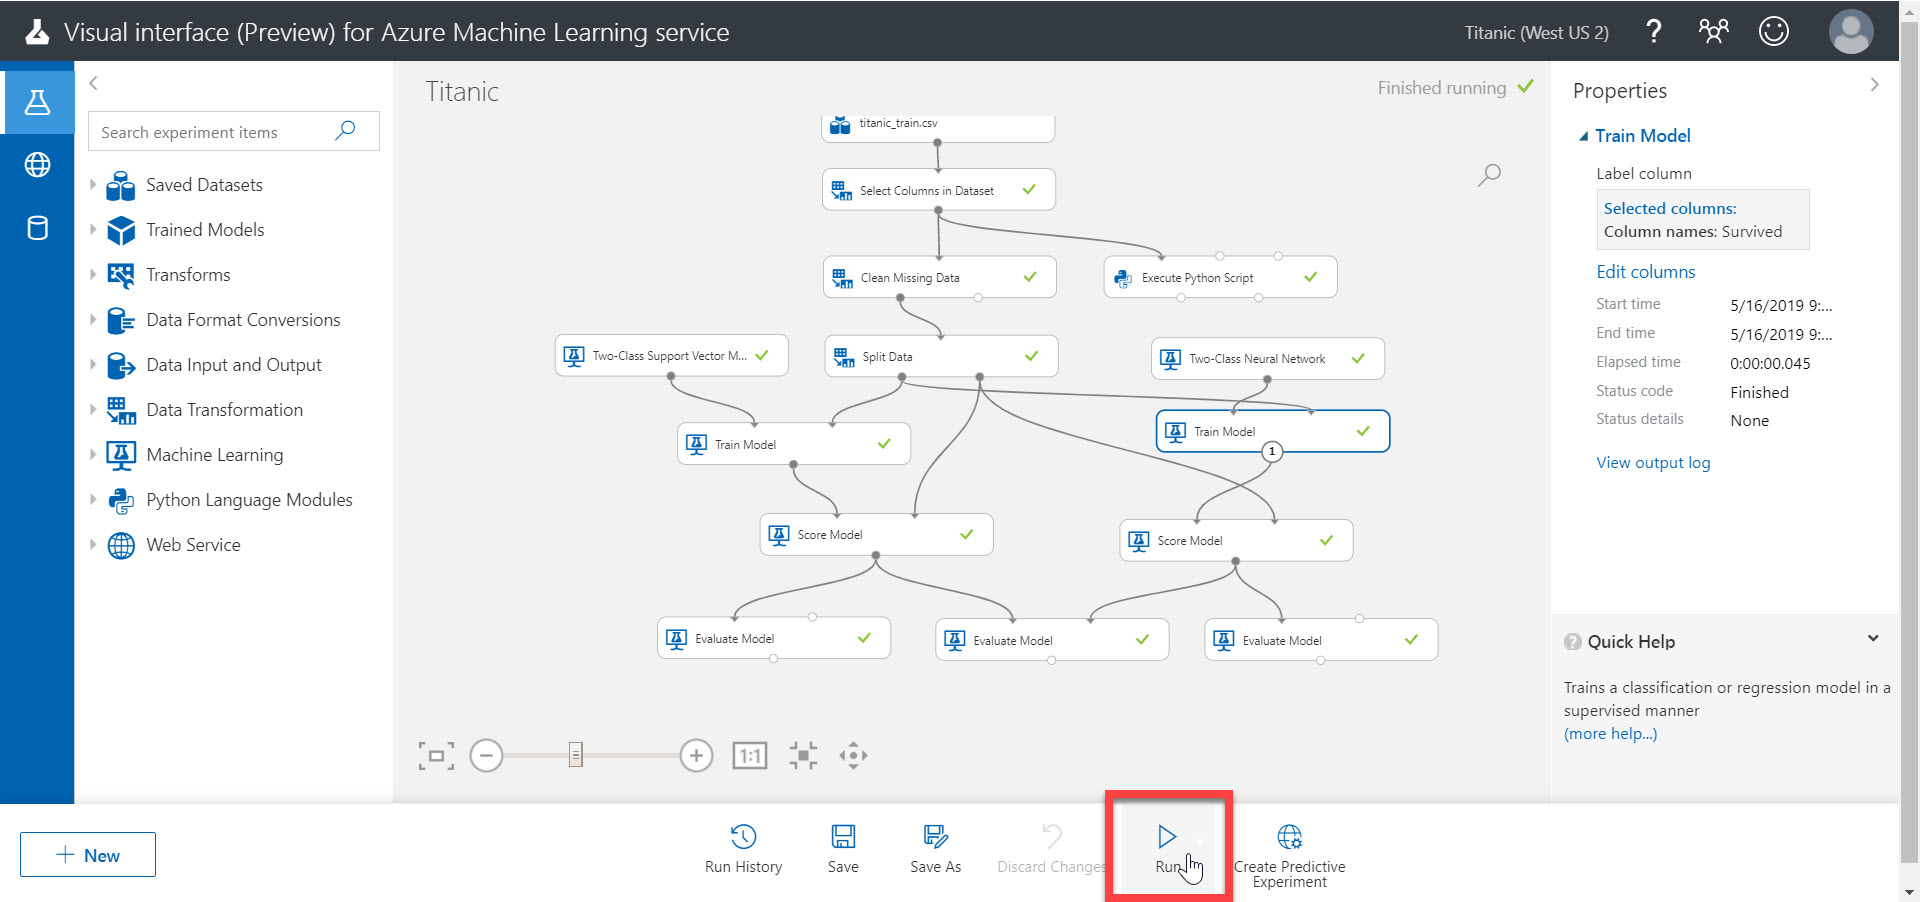 Visual interface (Preview) for Azure Machine Learning service
Titanic (West US 2)
?
Search experiment items
Saved Datasets
Trained Models
Transforms
Data Format Conversions
Data Input and Output
Data Transformation
Machine Learning
Python Language Modules
Web Service
Titanic
Finished running
titanic_train.csv
Select Columns in Dataset
Clean Missing Data
Execute Python Script
Two-Class Support Vector M...
Split Data
Two-Class Neural Network
Train Model
Train Model
1
Score Model
Score Model
Evaluate Model
Evaluate Model
Evaluate Model
1:1
Properties
Train Model
Label column
Selected columns:
Column names: Survived
Edit columns
Start time 5/16/2019 9:...
End time 5/16/2019 9:...
Elapsed time 0:00:00.045
Status code Finished
Status details None
View output log
? Quick Help
Trains a classification or regression model in a
supervised manner
(more help...)
New
Run History
Save
Save As
Discard Changes
Run
Create Predictive
Experiment